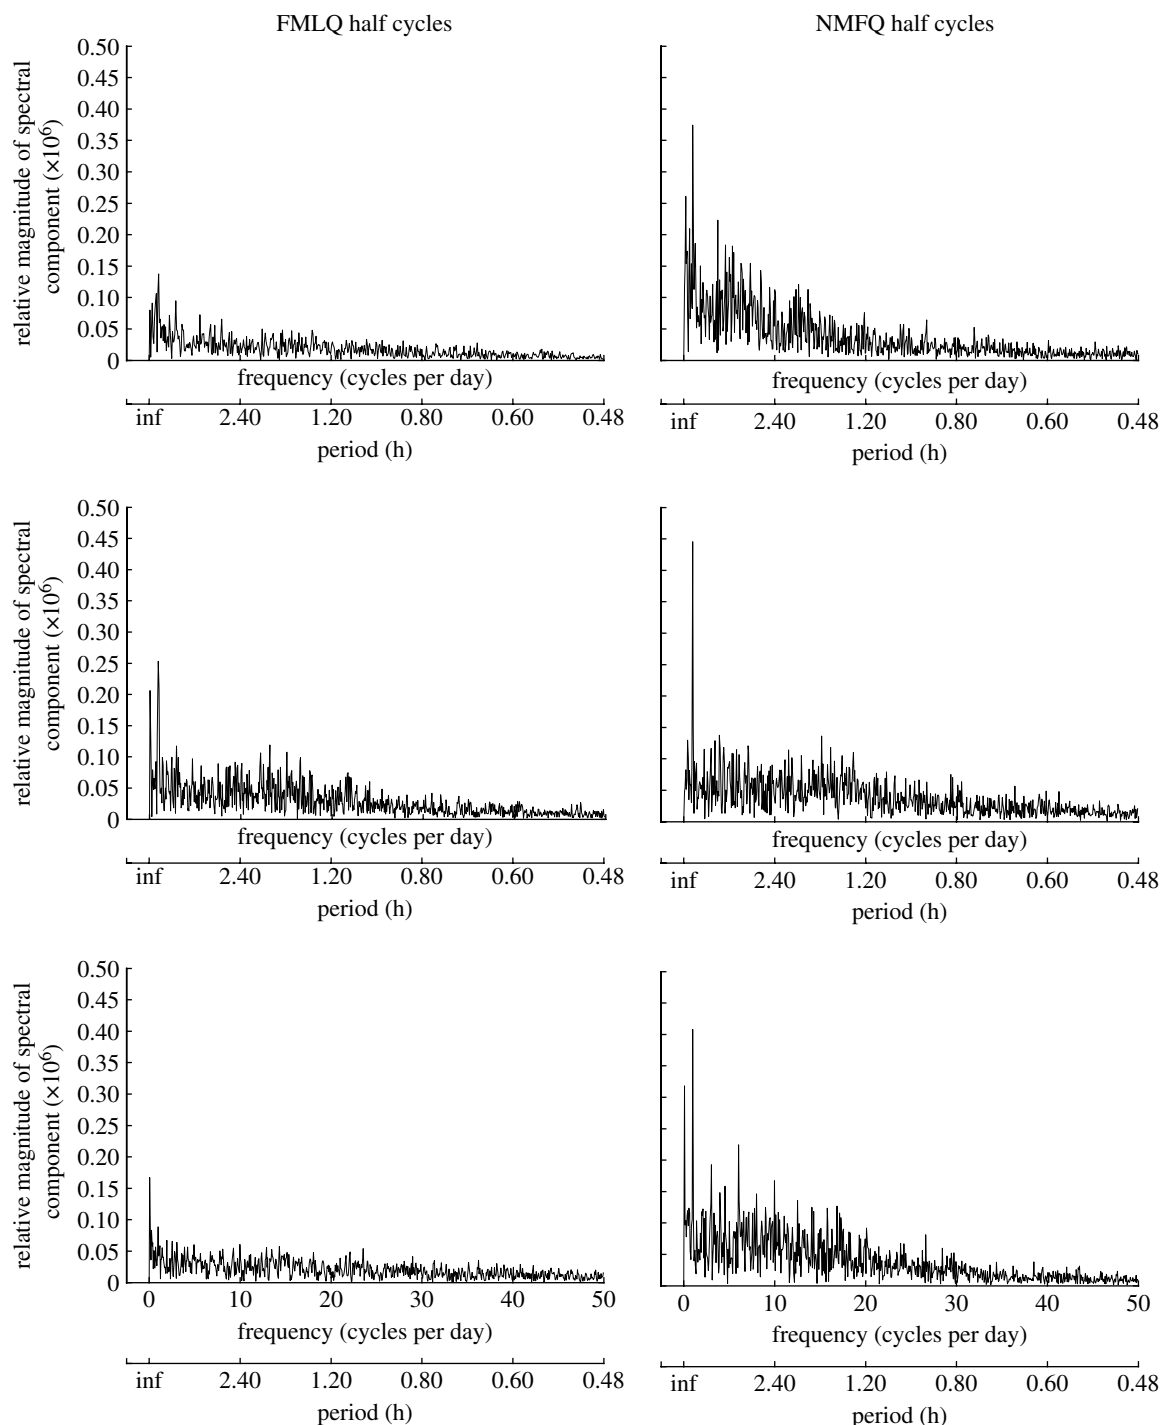 FMLQ half cycles
NMFQ half cycles
relative magnitude of spectral
component (×10⁶)
0.50
0.45
0.40
0.35
0.30
0.25
0.20
0.15
0.10
0.05
0
frequency (cycles per day)
inf 2.40 1.20 0.80 0.60 0.48
period (h)
frequency (cycles per day)
inf 2.40 1.20 0.80 0.60 0.48
period (h)
relative magnitude of spectral
component (×10⁶)
0.50
0.45
0.40
0.35
0.30
0.25
0.20
0.15
0.10
0.05
0
frequency (cycles per day)
inf 2.40 1.20 0.80 0.60 0.48
period (h)
frequency (cycles per day)
inf 2.40 1.20 0.80 0.60 0.48
period (h)
relative magnitude of spectral
component (×10⁶)
0.50
0.45
0.40
0.35
0.30
0.25
0.20
0.15
0.10
0.05
0
0 10 20 30 40 50
frequency (cycles per day)
inf 2.40 1.20 0.80 0.60 0.48
period (h)
0 10 20 30 40 50
frequency (cycles per day)
inf 2.40 1.20 0.80 0.60 0.48
period (h)